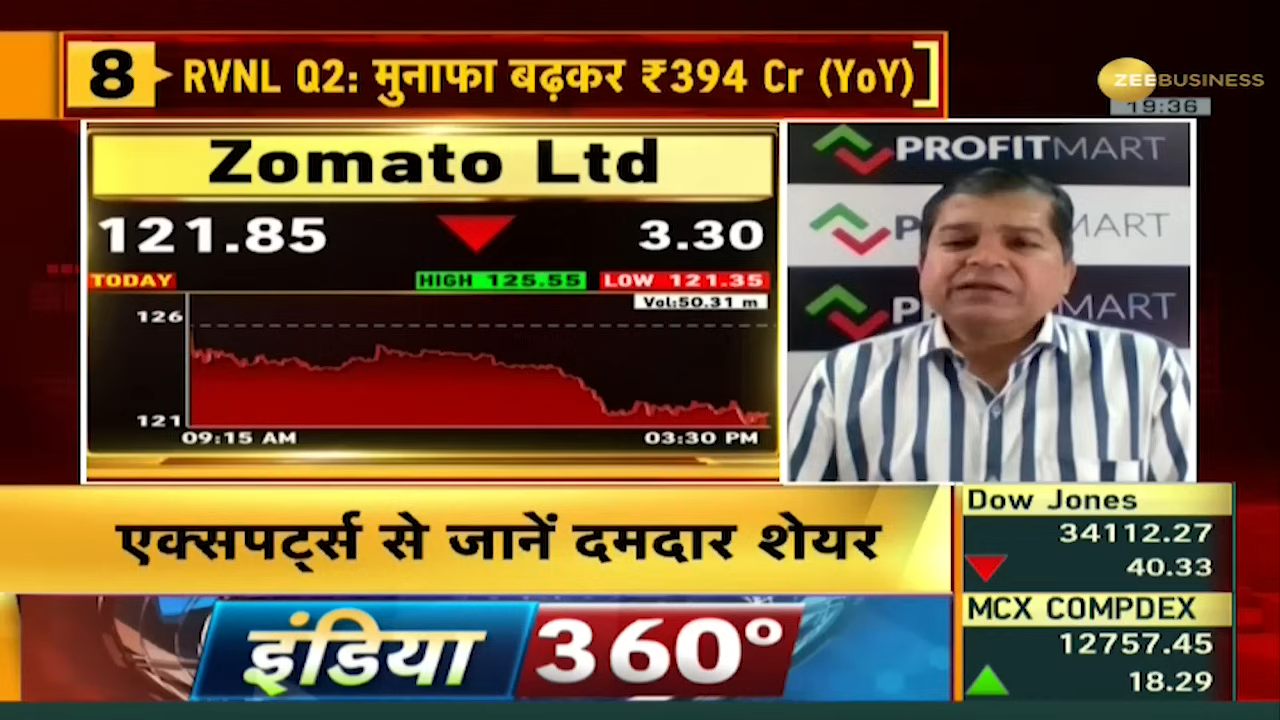 8 RVNL Q2: मुनाफा बढ़कर ₹394 Cr (YoY)
ZEEBUSINESS
19:36
Zomato Ltd
121.85 3.30
TODAY HIGH 125.55 LOW 121.35
Vol:50.31 m
126
121
09:15 AM 03:30 PM
PROFITMART
PROFITMART
एक्सपर्ट्स से जानें दमदार शेयर
इंडिया 360°
Dow Jones
34112.27
40.33
MCX COMPDEX
12757.45
18.29